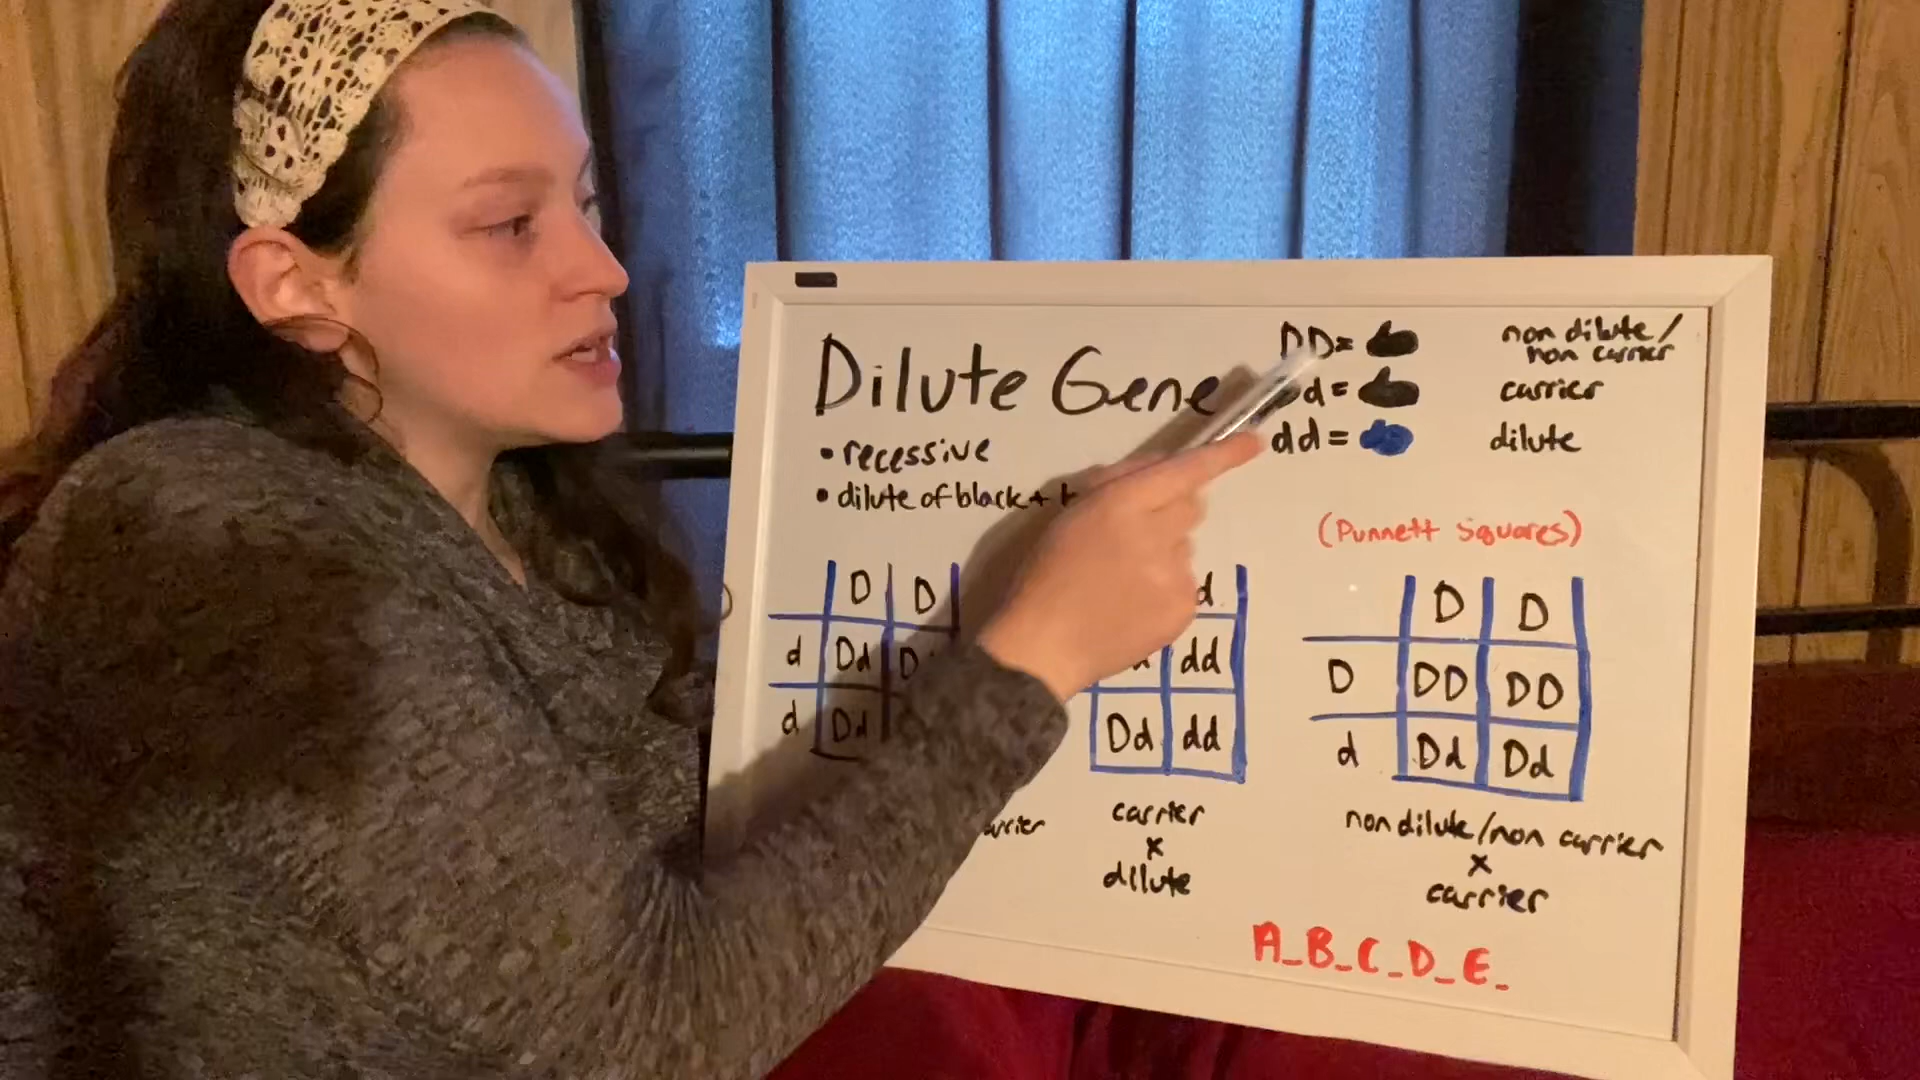 Dilute Gene
• recessive
• dilute of black +
DD=
non dilute/
non carrier
d=
carrier
dd=
dilute
(Punnett Squares)
D D
d Dd D
d Dd
d
dd
Dd dd
carrier
x
dilute
D D
D DD DD
d Dd Dd
non dilute/non carrier
x
carrier
A_B_C_D_E_